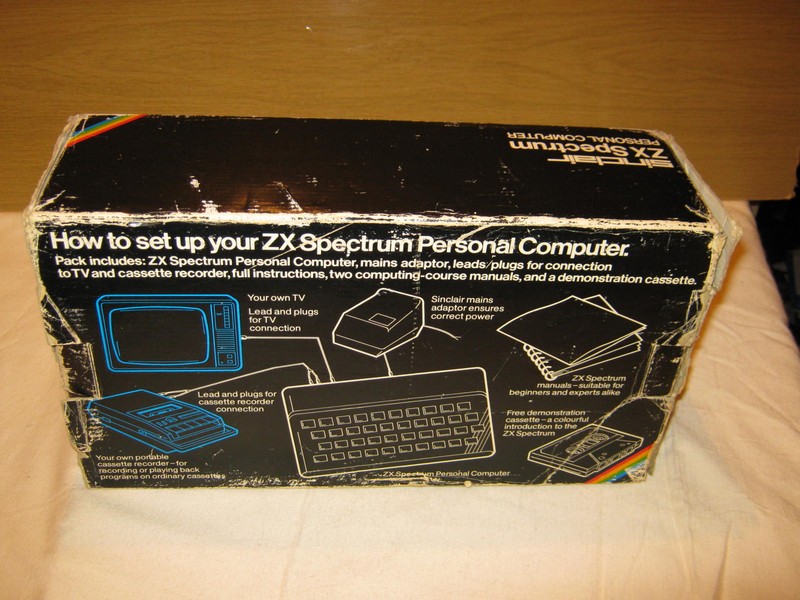 sinclair
ZX Spectrum
PERSONAL COMPUTER
How to set up your ZX Spectrum Personal Computer.
Pack includes: ZX Spectrum Personal Computer, mains adaptor, leads/plugs for connection
to TV and cassette recorder, full instructions, two computing-course manuals, and a demonstration cassette.
Your own TV
Lead and plugs
for TV
connection
Sinclair mains
adaptor ensures
correct power
ZX Spectrum
manuals–suitable for
beginners and experts alike
Lead and plugs for
cassette recorder
connection
Free demonstration
cassette – a colourful
introduction to the
ZX Spectrum
Your own portable
cassette recorder–for
recording or playing back
programs on ordinary cassettes
ZX Spectrum Personal Computer